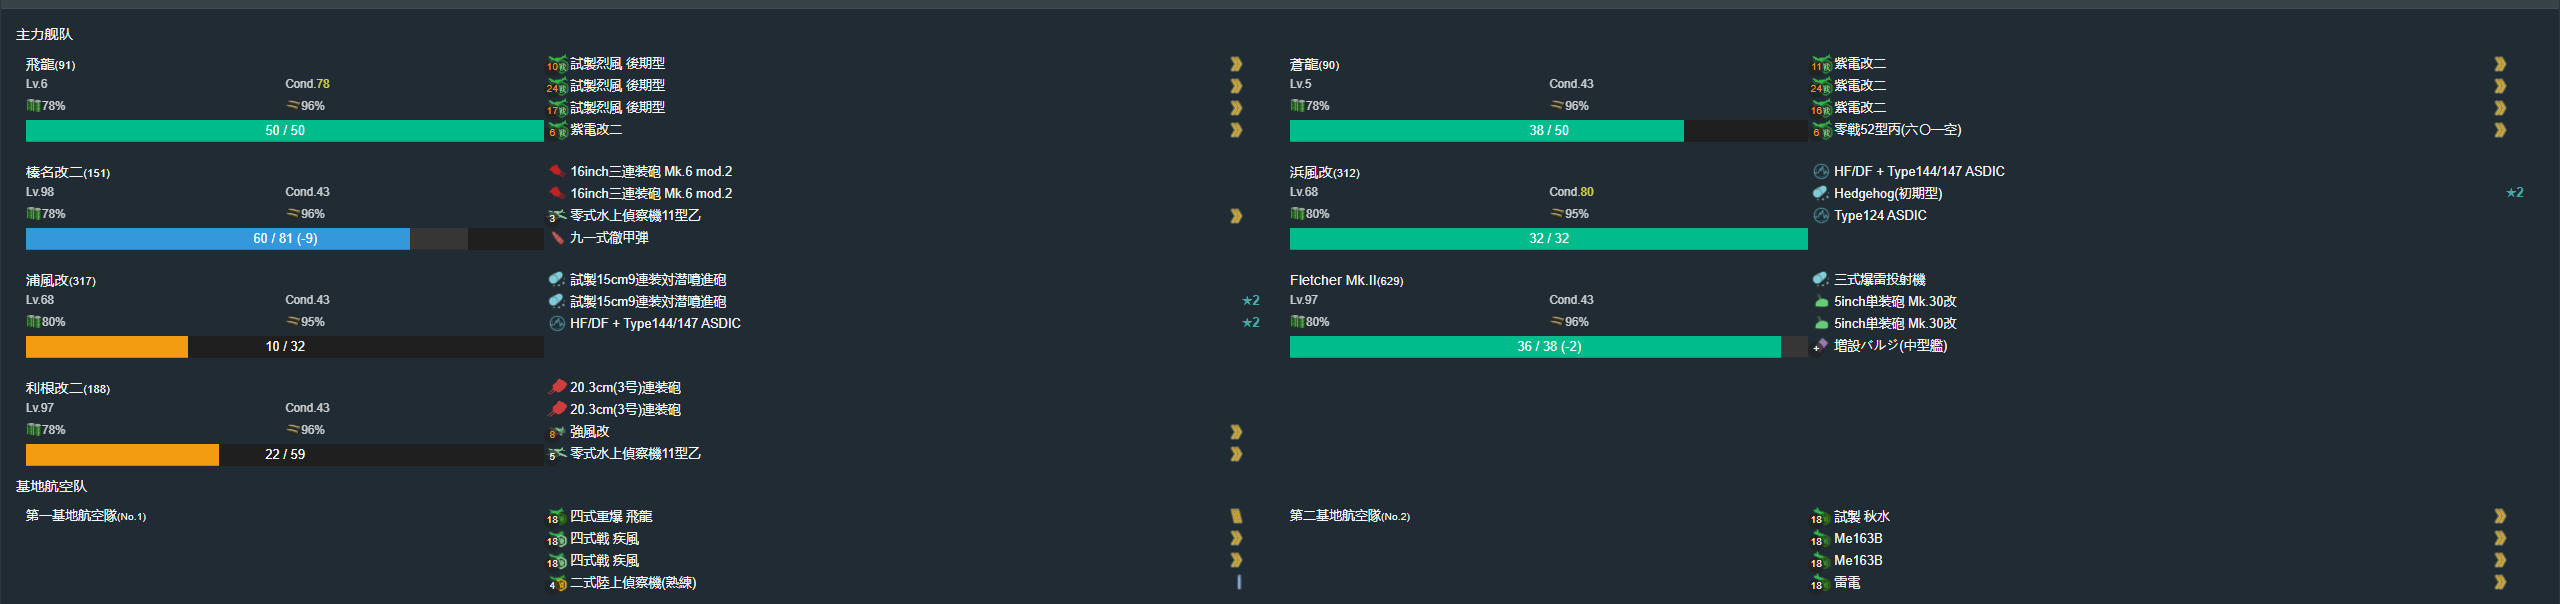 主力舰队
飛龍(91)
Lv.6 Cond.78
78% 96%
50 / 50
10 試製烈風 後期型
24 試製烈風 後期型
17 試製烈風 後期型
6 紫電改二
蒼龍(90)
Lv.5 Cond.43
78% 96%
38 / 50
11 紫電改二
24 紫電改二
16 紫電改二
6 零戦52型丙(六〇一空)
榛名改二(151)
Lv.98 Cond.43
78% 96%
60 / 81 (-9)
16inch三連装砲 Mk.6 mod.2
16inch三連装砲 Mk.6 mod.2
3 零式水上偵察機11型乙
九一式徹甲弾
浜風改(312)
Lv.68 Cond.80
80% 95%
32 / 32
HF/DF + Type144/147 ASDIC
Hedgehog(初期型) ★2
Type124 ASDIC
浦風改(317)
Lv.68 Cond.43
80% 95%
10 / 32
試製15cm9連装対潜噴進砲
試製15cm9連装対潜噴進砲 ★2
HF/DF + Type144/147 ASDIC ★2
Fletcher Mk.II(629)
Lv.97 Cond.43
80% 96%
36 / 38 (-2)
三式爆雷投射機
5inch単装砲 Mk.30改
5inch単装砲 Mk.30改
増設バルジ(中型艦)
利根改二(188)
Lv.97 Cond.43
78% 96%
22 / 59
20.3cm(3号)連装砲
20.3cm(3号)連装砲
8 強風改
5 零式水上偵察機11型乙
基地航空队
第一基地航空隊(No.1)
18 四式重爆 飛龍
18 四式戦 疾風
18 四式戦 疾風
4 二式陸上偵察機(熟練)
第二基地航空隊(No.2)
18 試製 秋水
18 Me163B
18 Me163B
18 雷電